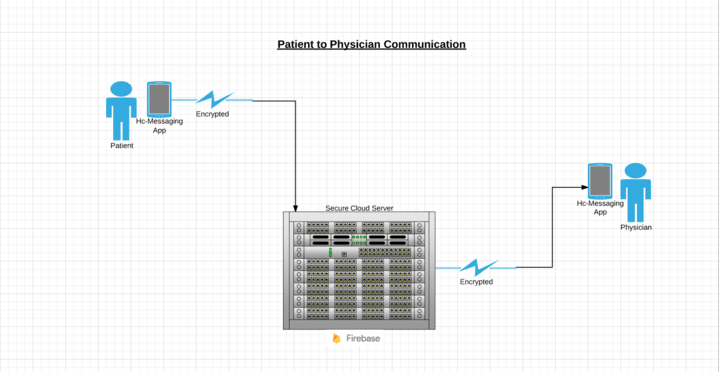 Patient to Physician Communication
Encrypted
Hc-Messaging
App
Patient
Hc-Messaging
App
Physician
Secure Cloud Server
Encrypted
Firebase